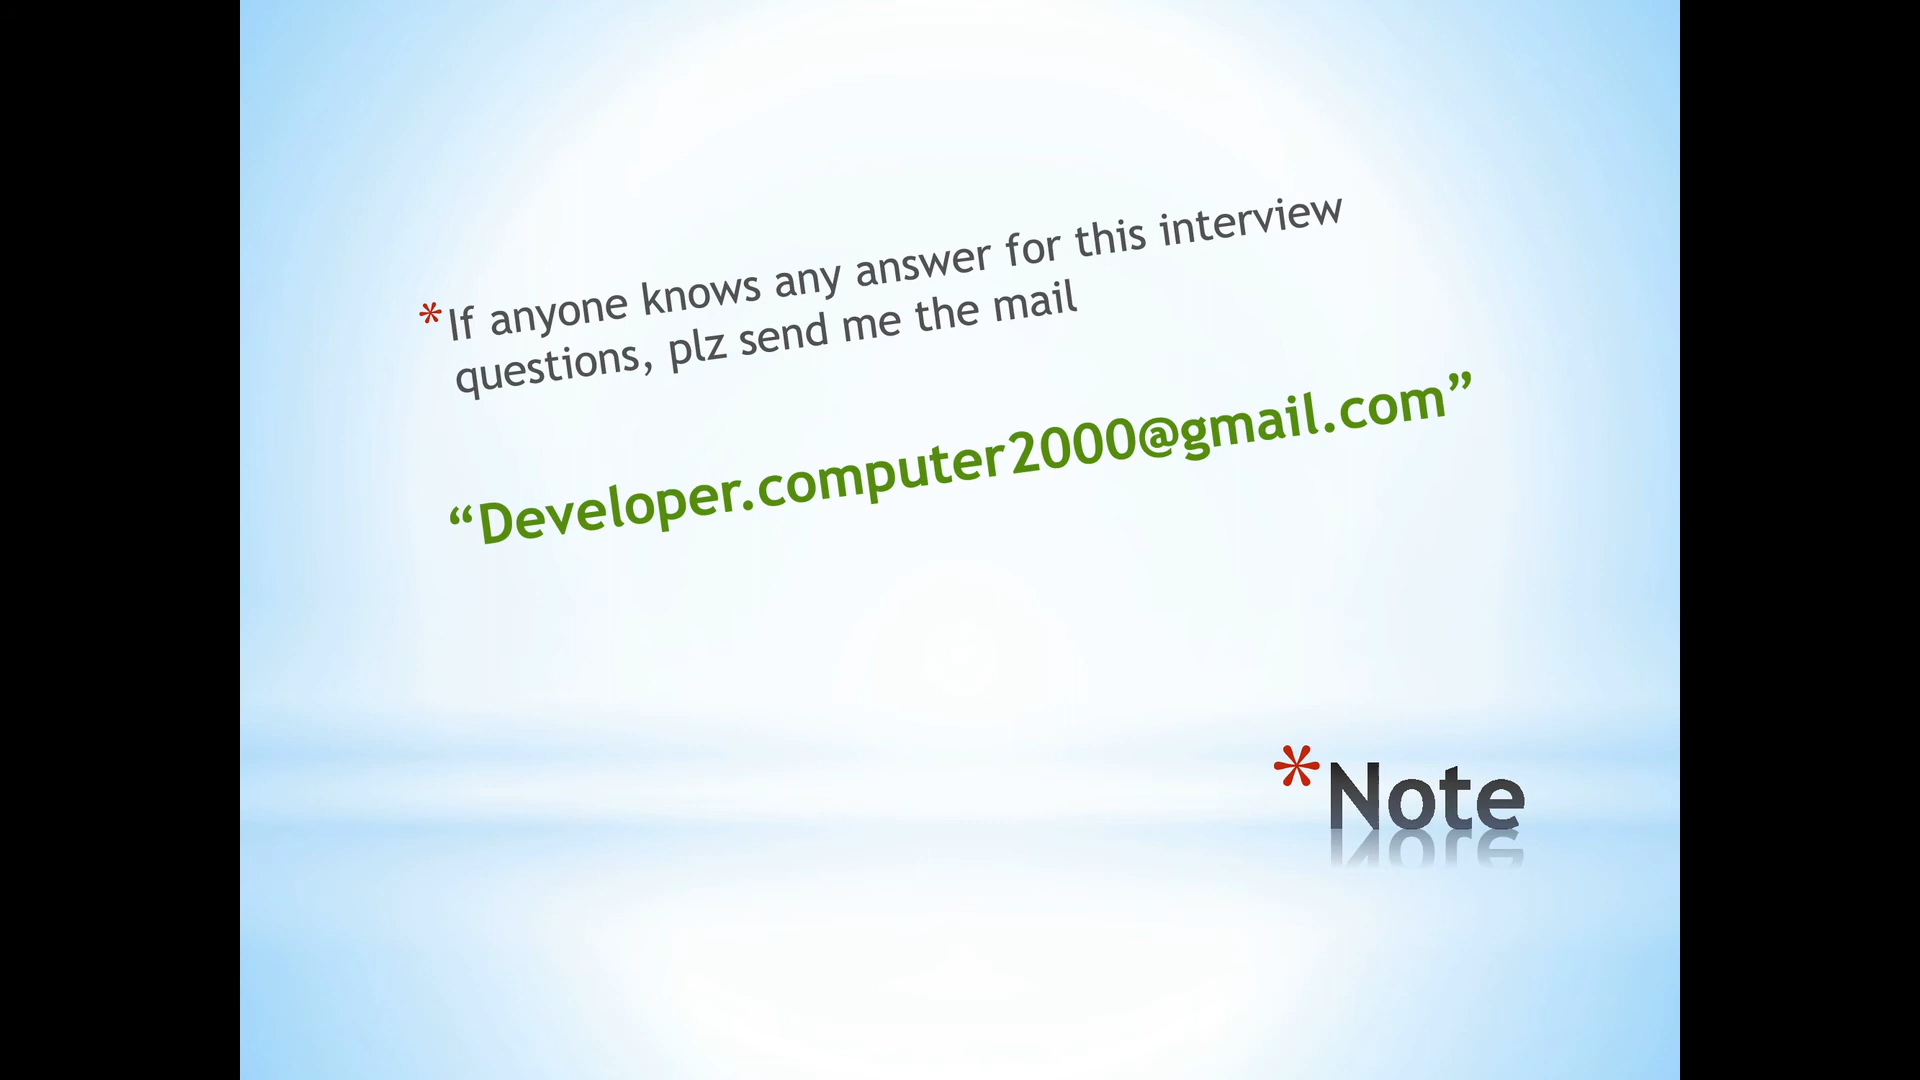 *If anyone knows any answer for this interview
questions, plz send me the mail
“Developer.computer2000@gmail.com”
*Note